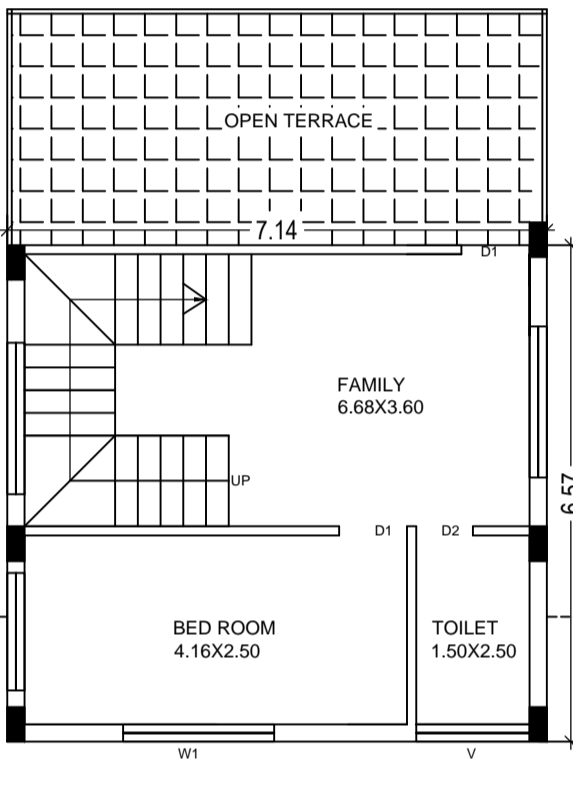 OPEN TERRACE
7.14
D1
FAMILY
6.68X3.60
UP
6.57
D1
D2
BED ROOM
4.16X2.50
TOILET
1.50X2.50
W1
V